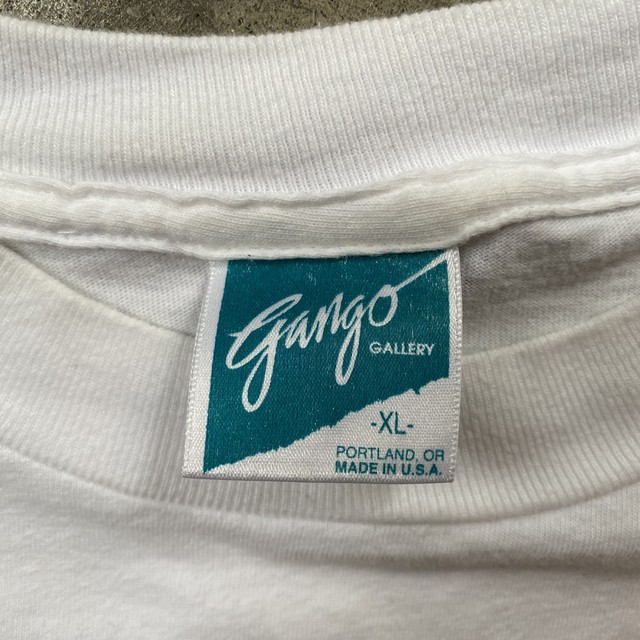 Gango
GALLERY
-XL-
PORTLAND, OR
MADE IN U.S.A.